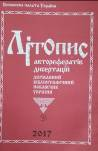 Книжкова палата України
Літопис
авторефератів
дисертацій
державний
бібліографічний
покажчик
України
2017